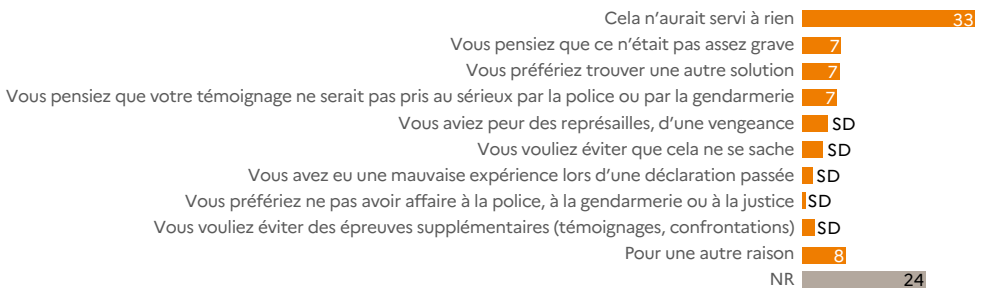 Cela n’aurait servi à rien 33
Vous pensiez que ce n’était pas assez grave 7
Vous préfériez trouver une autre solution 7
Vous pensiez que votre témoignage ne serait pas pris au sérieux par la police ou par la gendarmerie 7
Vous aviez peur des représailles, d’une vengeance SD
Vous vouliez éviter que cela ne se sache SD
Vous avez eu une mauvaise expérience lors d’une déclaration passée SD
Vous préfériez ne pas avoir affaire à la police, à la gendarmerie ou à la justice SD
Vous vouliez éviter des épreuves supplémentaires (témoignages, confrontations) SD
Pour une autre raison 8
NR 24